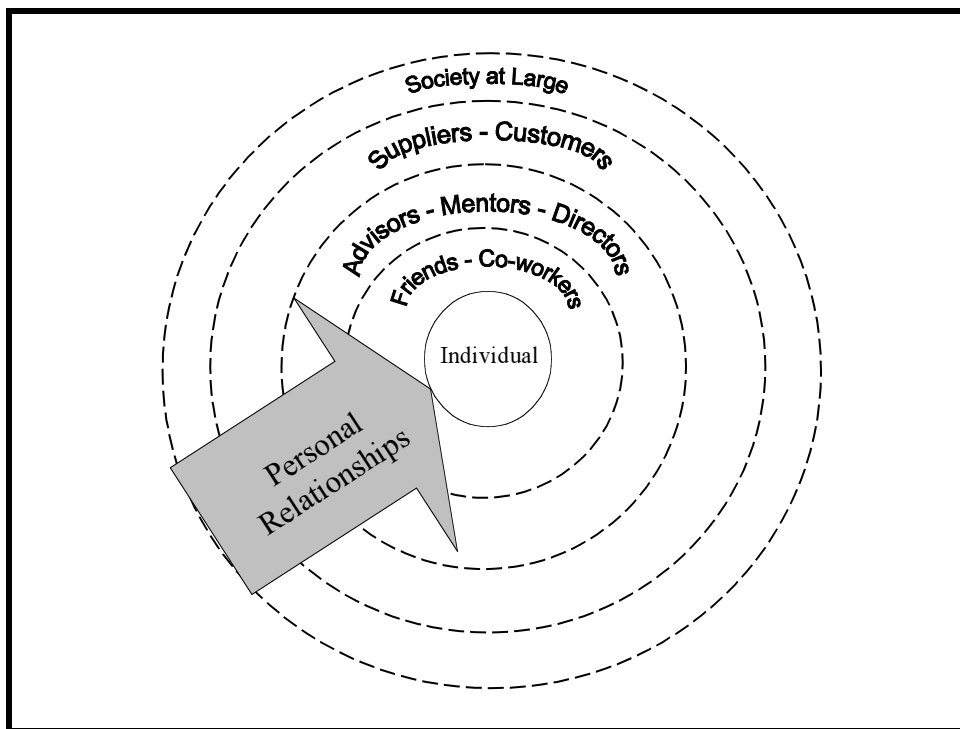 Society at Large
Suppliers - Customers
Advisors - Mentors - Directors
Friends - Co-workers
Individual
Personal
Relationships